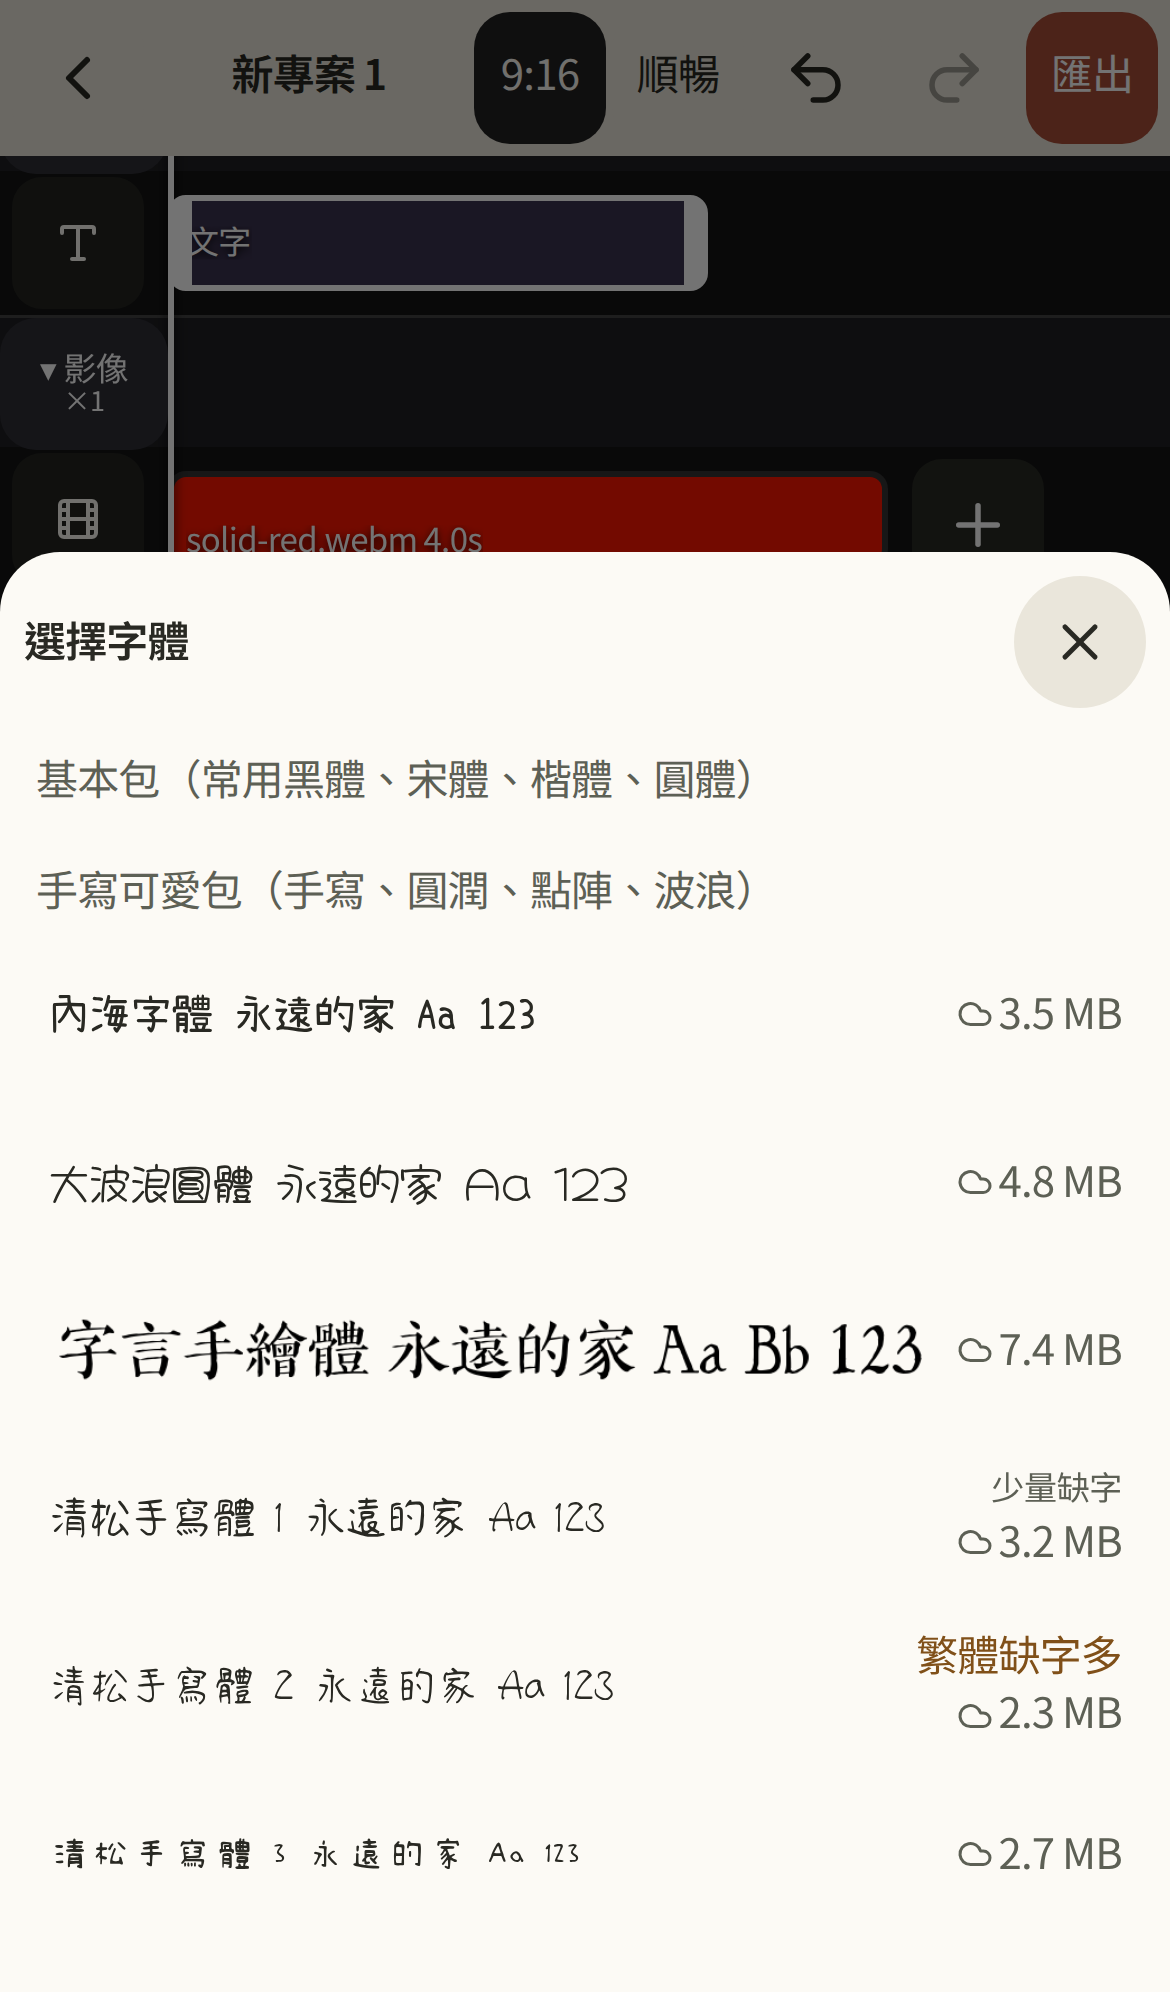 新專案 1
9:16
順暢
匯出
文字
▾ 影像
×1
solid-red.webm 4.0s
選擇字體
基本包（常用黑體、宋體、楷體、圓體）
手寫可愛包（手寫、圓潤、點陣、波浪）
內海字體 永遠的家 Aa 123
3.5 MB
大波浪圓體 永遠的家 Aa 123
4.8 MB
字言手繪體 永遠的家 Aa Bb 123
7.4 MB
少量缺字
清松手寫體 1 永遠的家 Aa 123
3.2 MB
繁體缺字多
清松手寫體 2 永遠的家 Aa 123
2.3 MB
清松手寫體 3 永遠的家 Aa 123
2.7 MB